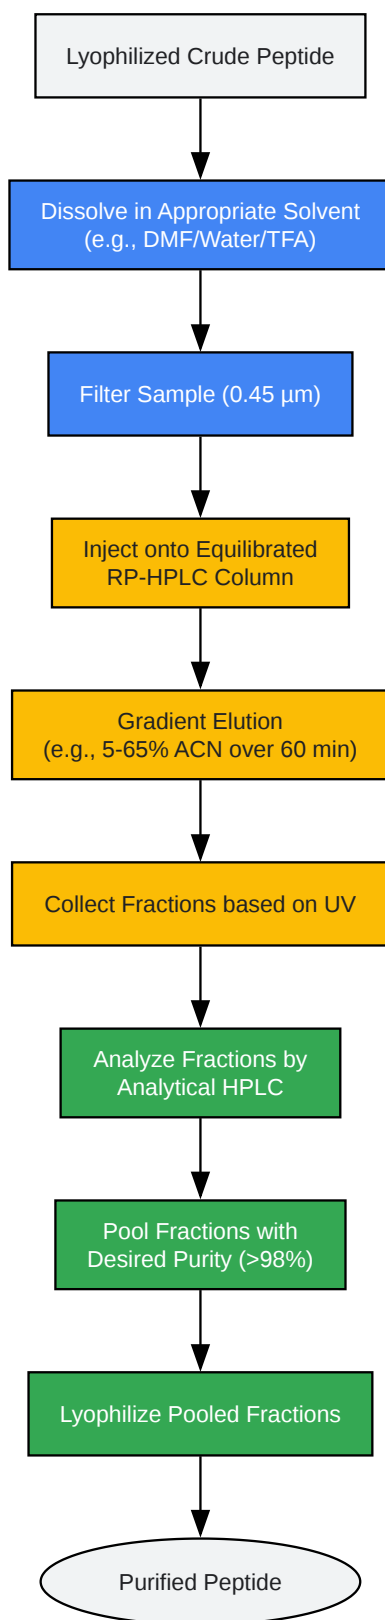 Lyophilized Crude Peptide
Dissolve in Appropriate Solvent
(e.g., DMF/Water/TFA)
Filter Sample (0.45 µm)
Inject onto Equilibrated
RP-HPLC Column
Gradient Elution
(e.g., 5-65% ACN over 60 min)
Collect Fractions based on UV
Analyze Fractions by
Analytical HPLC
Pool Fractions with
Desired Purity (>98%)
Lyophilize Pooled Fractions
Purified Peptide